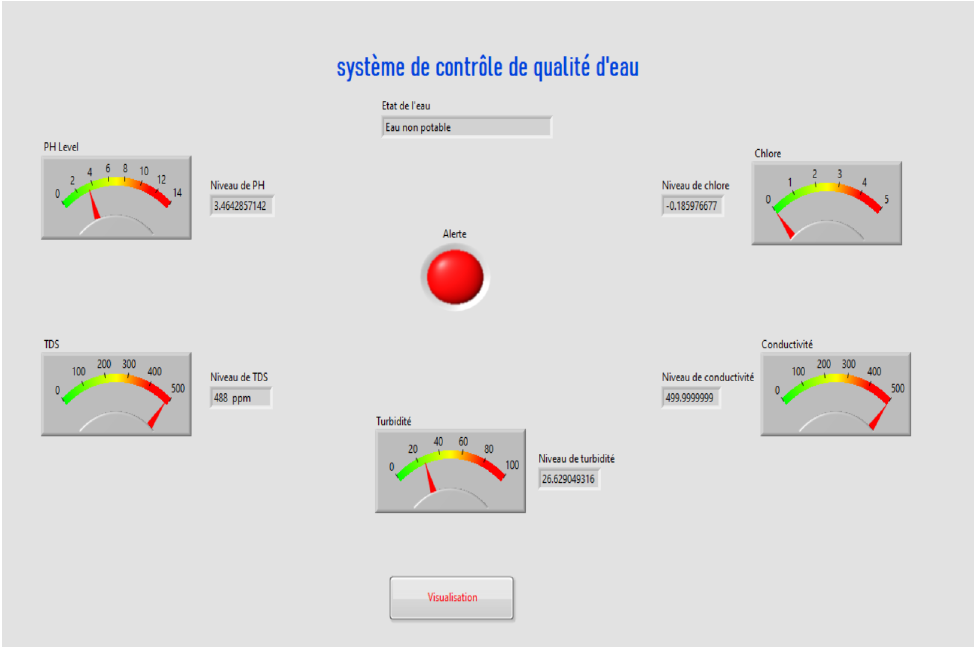 système de contrôle de qualité d'eau
Etat de l'eau
Eau non potable
PH Level
0 2 4 6 8 10 12 14
Niveau de PH
3.4642857142
Chlore
0 1 2 3 4 5
Niveau de chlore
-0.185976677
Alerte
TDS
0 100 200 300 400 500
Niveau de TDS
488 ppm
Conductivité
0 100 200 300 400 500
Niveau de conductivité
499.9999999
Turbidité
0 20 40 60 80 100
Niveau de turbidité
26.629049316
Visualisation